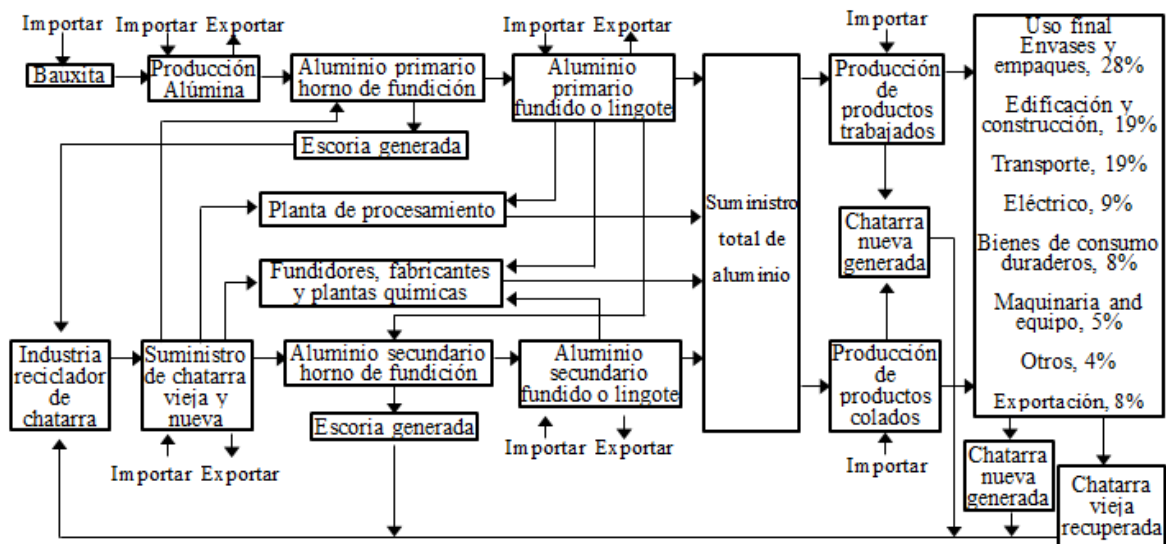 Importar
Importar Exportar
Bauxita
Producción
Alúmina
Aluminio primario
horno de fundición
Importar Exportar
Aluminio
primario
fundido o lingote
Escoria generada
Planta de procesamiento
Fundidores, fabricantes
y plantas químicas
Industria
reciclador
de
chatarra
Suministro
de chatarra
vieja y
nueva
Importar Exportar
Aluminio secundario
horno de fundición
Escoria generada
Aluminio
secundario
fundido o lingote
Importar Exportar
Suministro
total de
aluminio
Importar
Producción
de
productos
trabajados
Chatarra
nueva
generada
Producción
de
productos
colados
Importar
Uso final
Envases y
empaques, 28%
Edificación y
construcción, 19%
Transporte, 19%
Eléctrico, 9%
Bienes de consumo
duraderos, 8%
Maquinaria and
equipo, 5%
Otros, 4%
Exportación, 8%
Chatarra
nueva
generada
Chatarra
vieja
recuperada